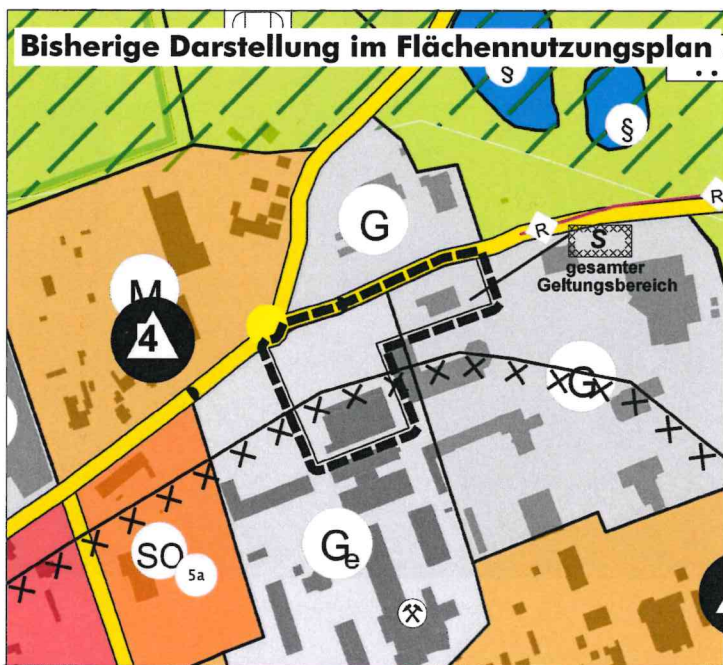 Bisherige Darstellung im Flächennutzungsplan
§
§
R
R
G
S
gesamter
Geltungsbereich
M
4
G
SO
5a
Ge